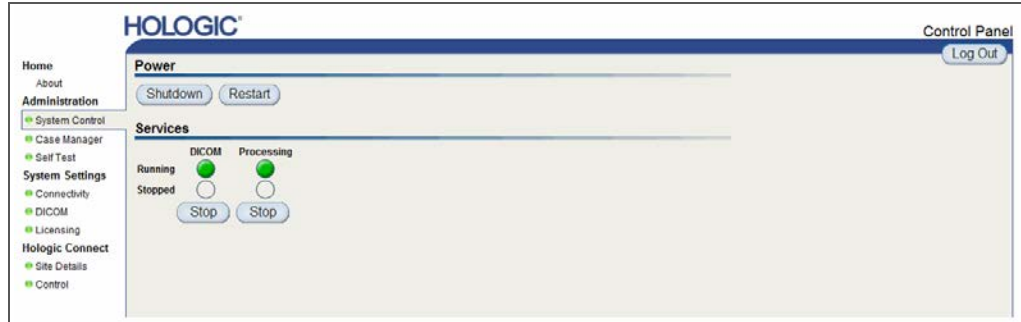 HOLOGIC
Control Panel
Log Out
Home
About
Administration
System Control
Case Manager
Self Test
System Settings
Connectivity
DICOM
Licensing
Hologic Connect
Site Details
Control
Power
Shutdown Restart
Services
DICOM Processing
Running
Stopped
Stop Stop